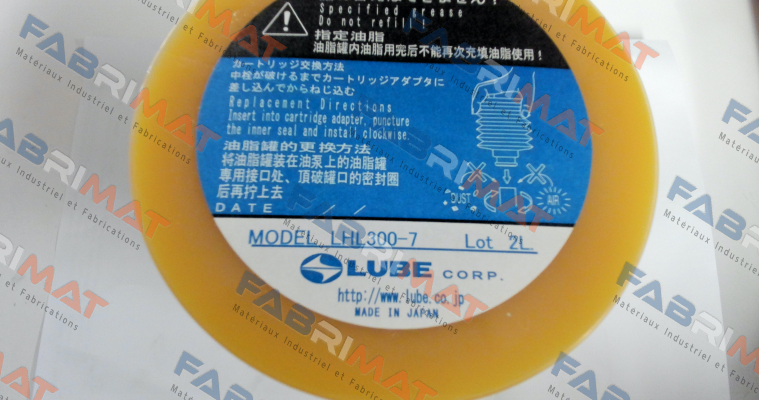 Specified Grease
Do not refill!
指定油脂
油脂罐内油脂用完后不能再次充填油脂使用！
カートリッジ交換方法
中栓が破けるまでカートリッジアダプタに
差し込んでからねじ込む
Replacement Directions
Insert into cartridge adapter, puncture
the inner seal and install clockwise.
油脂罐的更换方法
将油脂罐装在油泵上的油脂罐
专用接口处、顶破罐口的密封圈
后再拧上去
DUST
AIR
DATE
MODEL LHL300-7 Lot 2L
LUBE CORP.
http://www.lube.co.jp
MADE IN JAPAN
FABRIMAT
Matériaux Industriel et Fabrications